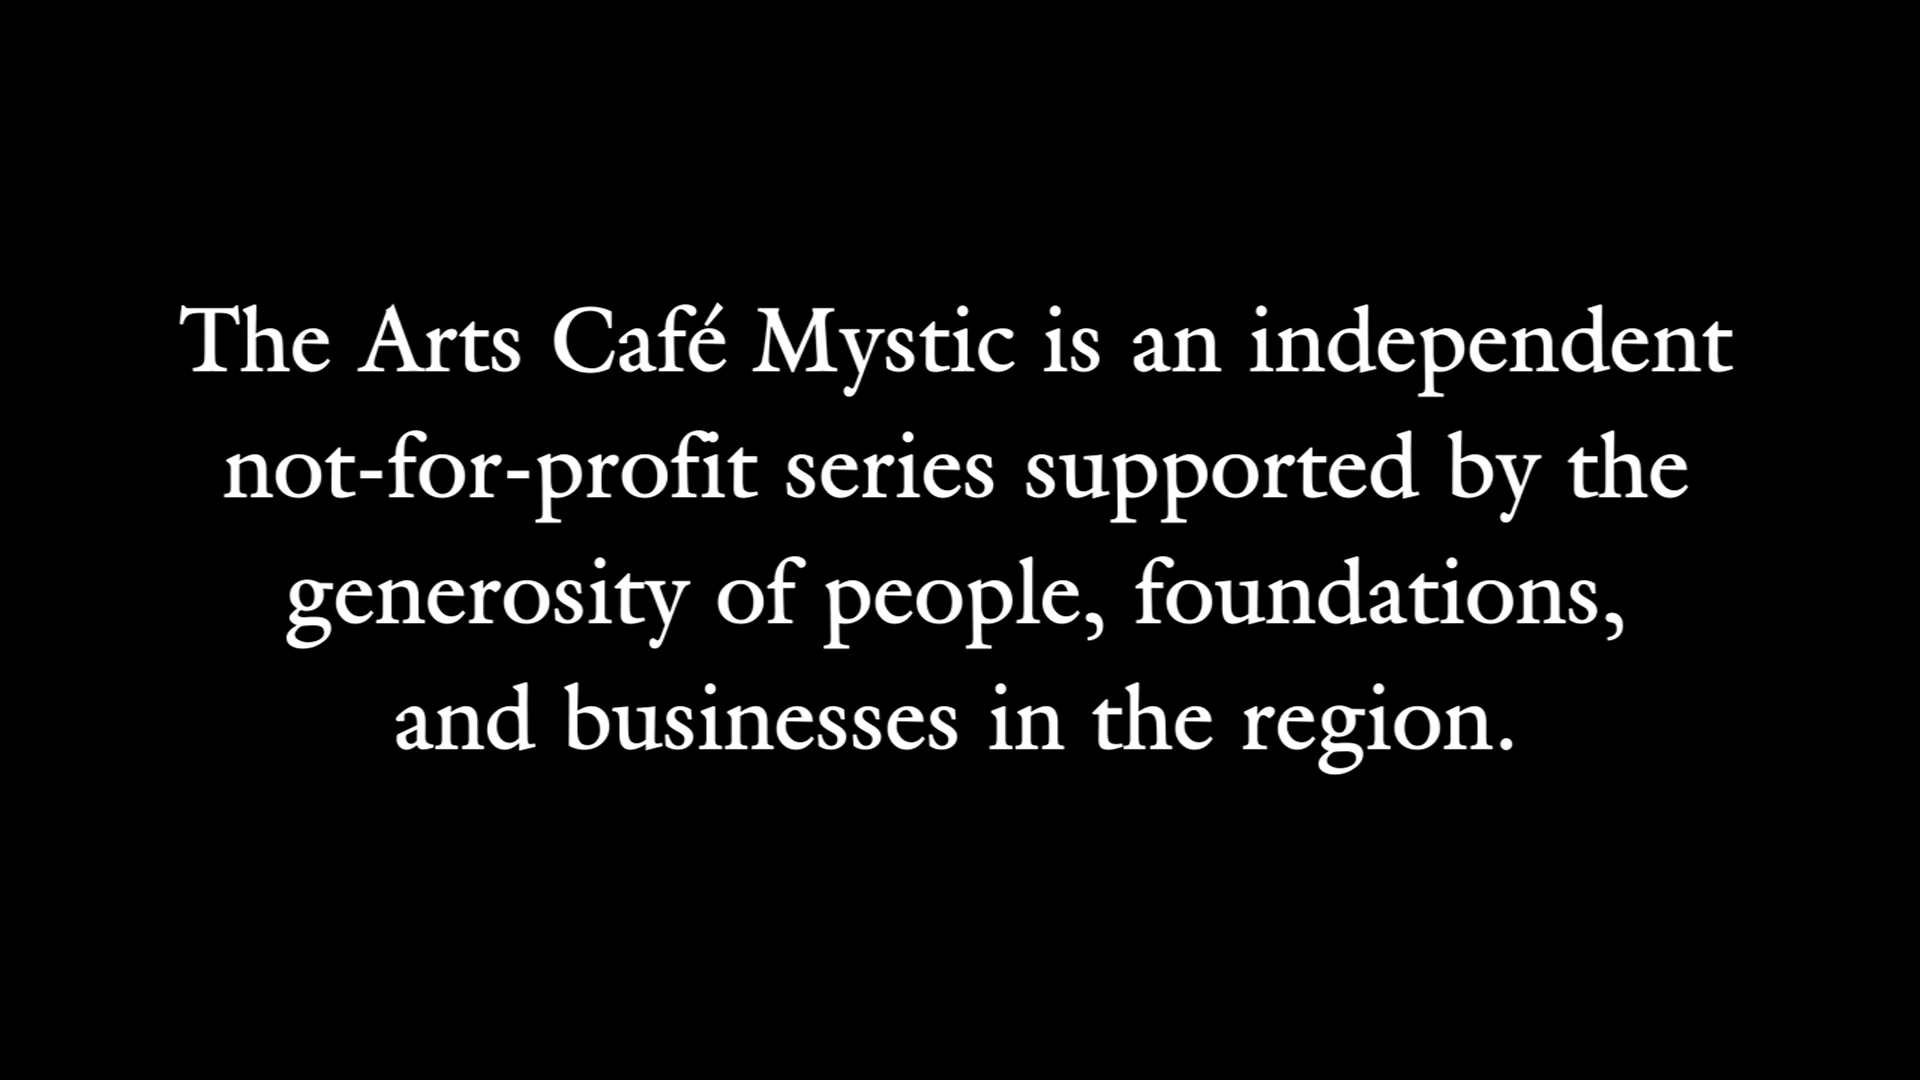 The Arts Café Mystic is an independent
not-for-profit series supported by the
generosity of people, foundations,
and businesses in the region.